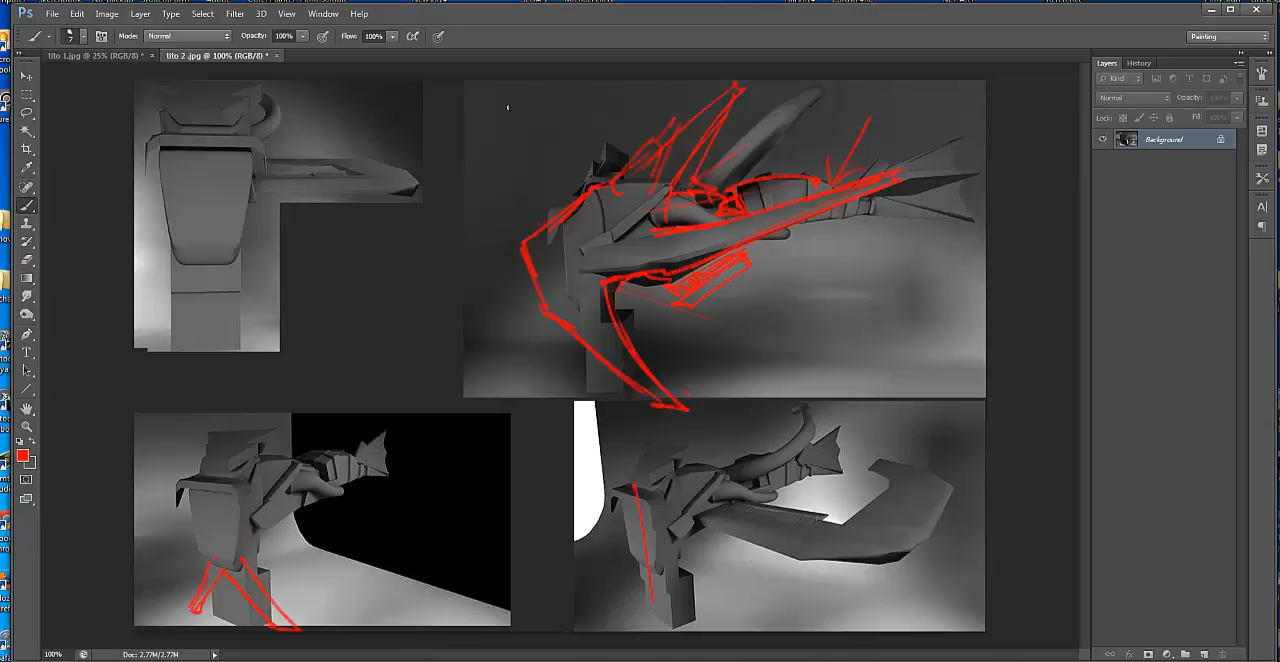 Ps File Edit Image Layer Type Select Filter 3D View Window Help
Mode: Normal Opacity: 100% Flow: 100% Painting
tito 1.jpg @ 25% (RGB/8) * × tito 2.jpg @ 100% (RGB/8) * ×
Layers History
Kind
Normal Opacity: 100%
Lock: Fill: 100%
Background
100% Doc: 2.77M/2.77M